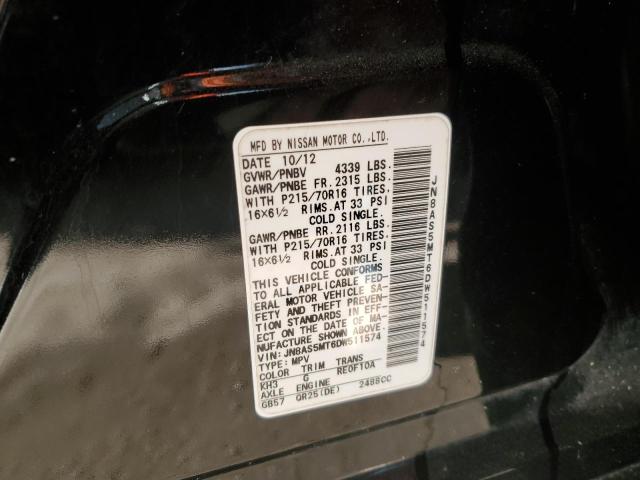 MFD BY NISSAN MOTOR CO.,LTD.
DATE 10/12
GVWR/PNBV 4339 LBS.
GAWR/PNBE FR. 2315 LBS.
WITH P215/70R16 TIRES.
16X6½ RIMS.AT 33 PSI
COLD SINGLE.
GAWR/PNBE RR. 2116 LBS.
WITH P215/70R16 TIRES.
16X6½ RIMS.AT 33 PSI
COLD SINGLE.
THIS VEHICLE CONFORMS
TO ALL APPLICABLE FED-
ERAL MOTOR VEHICLE SA-
FETY AND THEFT PREVEN-
TION STANDARDS IN EFF-
ECT ON THE DATE OF MA-
NUFACTURE SHOWN ABOVE.
VIN: JN8AS5MT6DW511574
TYPE: MPV
COLOR TRIM TRANS
KH3 G RE0F10A
AXLE ENGINE
GB57 QR25(DE) 2488CC
JN8AS5MT6DW511574